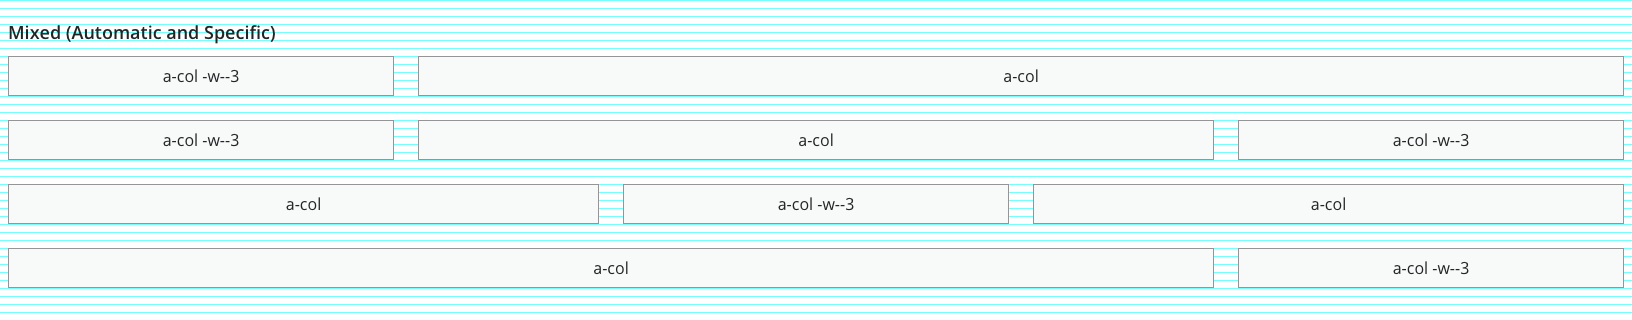 Mixed (Automatic and Specific)
a-col -w--3 a-col
a-col -w--3 a-col a-col -w--3
a-col a-col -w--3 a-col
a-col a-col -w--3